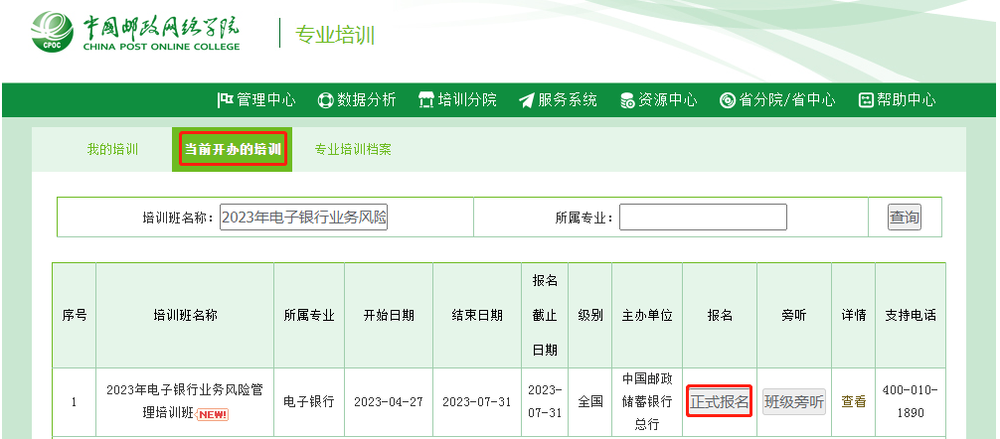 中国邮政网络学院
CPOC
CHINA POST ONLINE COLLEGE
专业培训
管理中心 数据分析 培训分院 服务系统 资源中心 省分院/省中心 帮助中心
我的培训 当前开办的培训 专业培训档案
培训班名称: 2023年电子银行业务风险 所属专业: 查询
序号 培训班名称 所属专业 开始日期 结束日期 报名 级别 主办单位 报名 旁听 详情 支持电话
截止
日期
1 2023年电子银行业务风险管 电子银行 2023-04-27 2023-07-31 2023- 全国 中国邮政 正式报名 班级旁听 查看 400-010-
理培训班 NEW! 07-31 储蓄银行 1890
总行